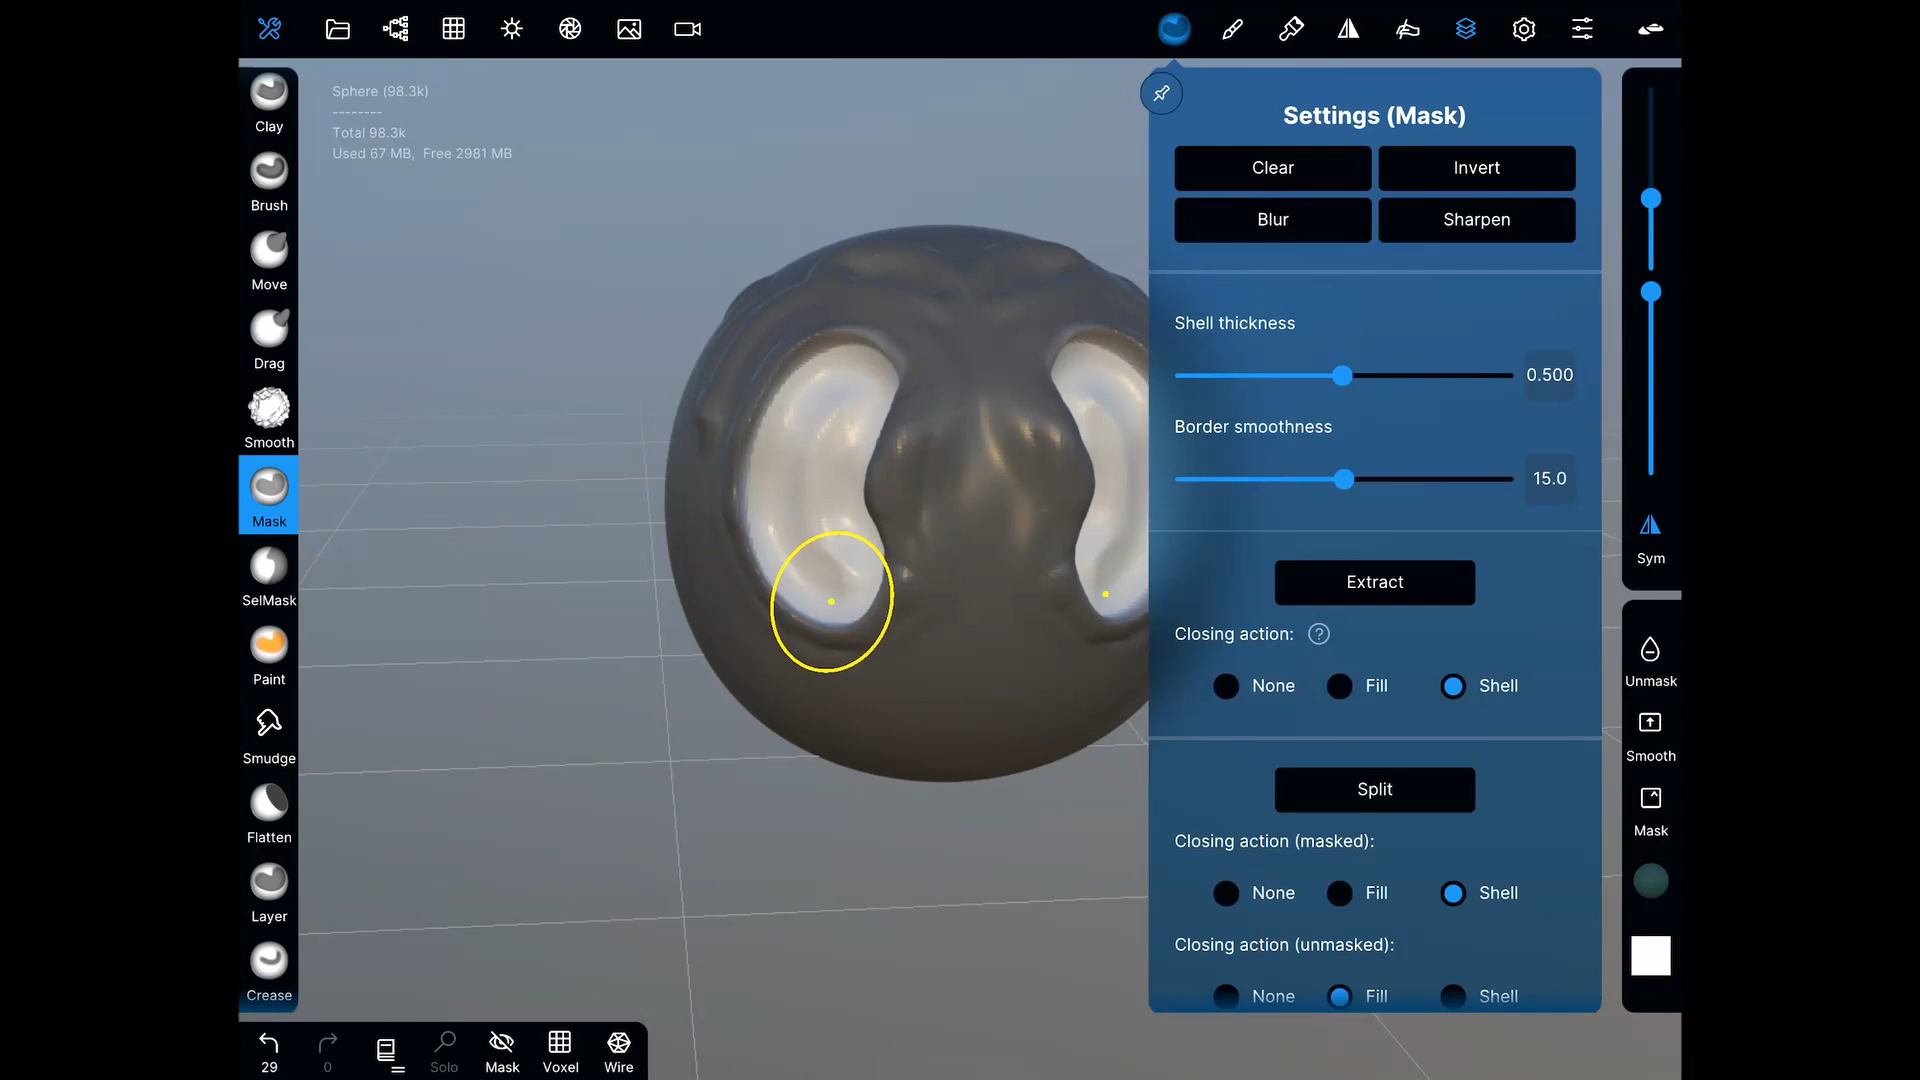 Sphere (98.3k)
--------
Total 98.3k
Used 67 MB, Free 2981 MB
Clay
Brush
Move
Drag
Smooth
Mask
SelMask
Paint
Smudge
Flatten
Layer
Crease
29
0
Solo
Mask
Voxel
Wire
Settings (Mask)
Clear
Invert
Blur
Sharpen
Shell thickness
0.500
Border smoothness
15.0
Extract
Closing action: ?
None Fill Shell
Split
Closing action (masked):
None Fill Shell
Closing action (unmasked):
None Fill Shell
Sym
Unmask
Smooth
Mask